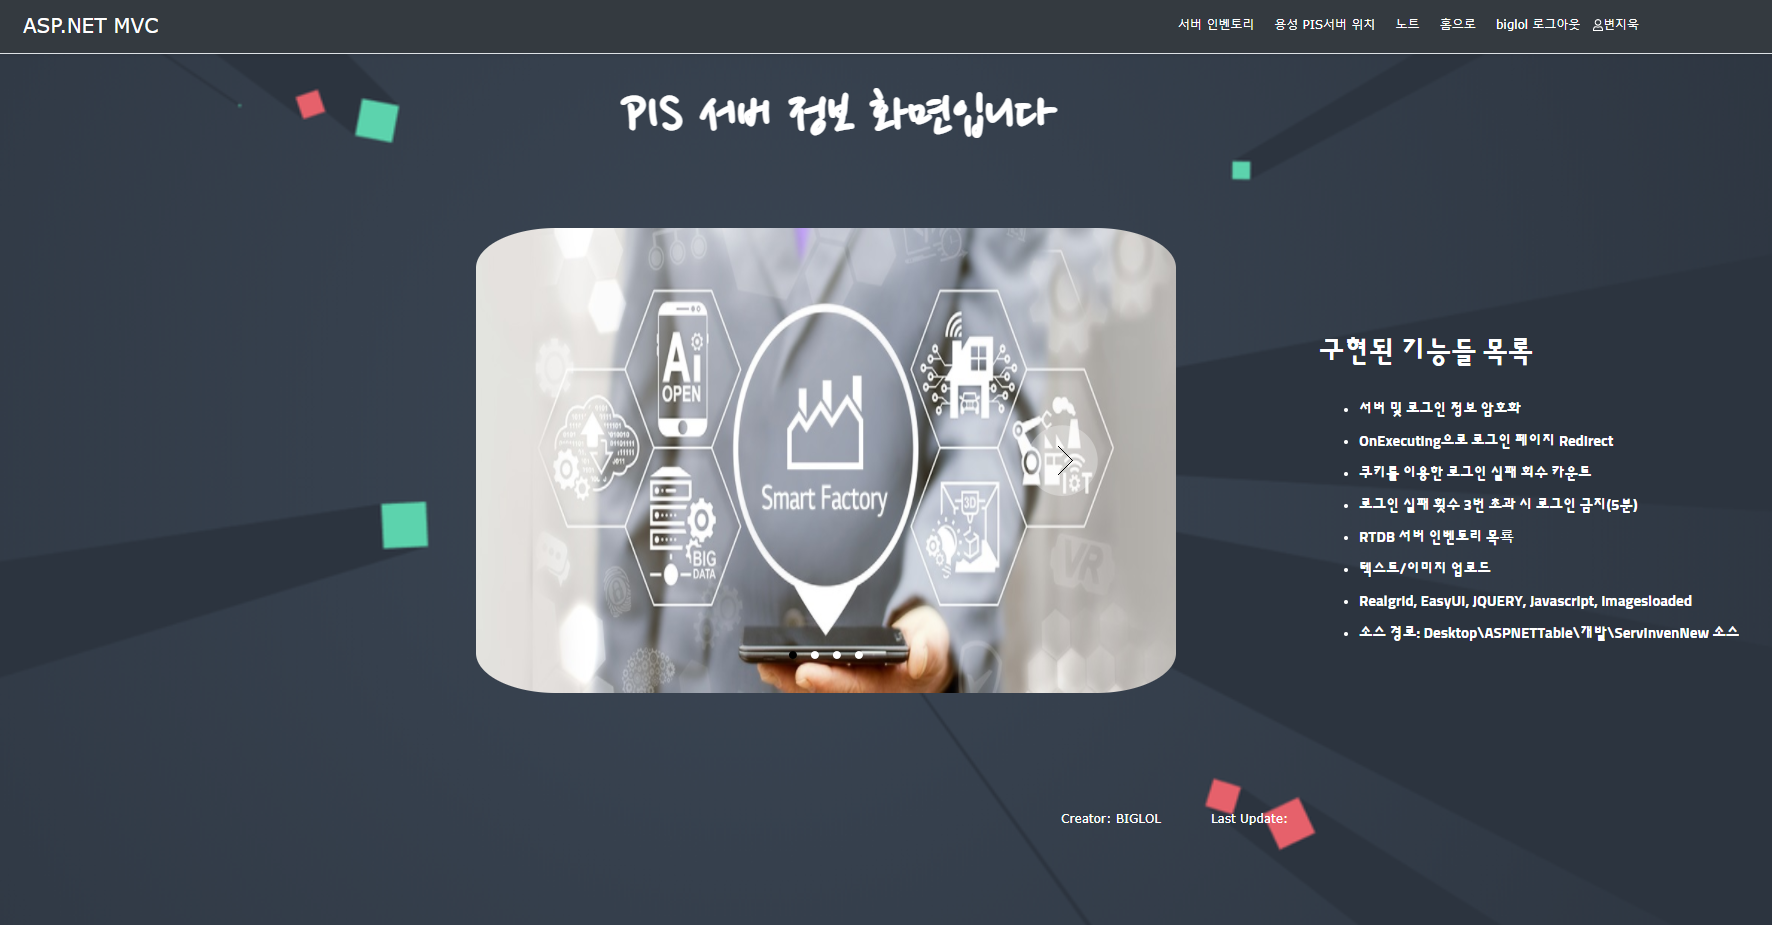 ASP.NET MVC
서버 인벤토리 용성 PIS서버 위치 노트 홈으로 biglol 로그아웃 변지욱
PIS 서버 정보 화면입니다
Ai
OPEN
BIG
DATA
Smart Factory
3D
IoT
VR
구현된 기능들 목록
서버 및 로그인 정보 암호화
OnExecuting으로 로그인 페이지 Redirect
쿠키를 이용한 로그인 실패 회수 카운트
로그인 실패 횟수 3번 초과 시 로그인 금지(5분)
RTDB 서버 인벤토리 목록
텍스트/이미지 업로드
Realgrid, EasyUI, JQUERY, Javascript, Imagesloaded
소스 경로: Desktop\ASPNETTable\개발\ServInvenNew 소스
Creator: BIGLOL Last Update: